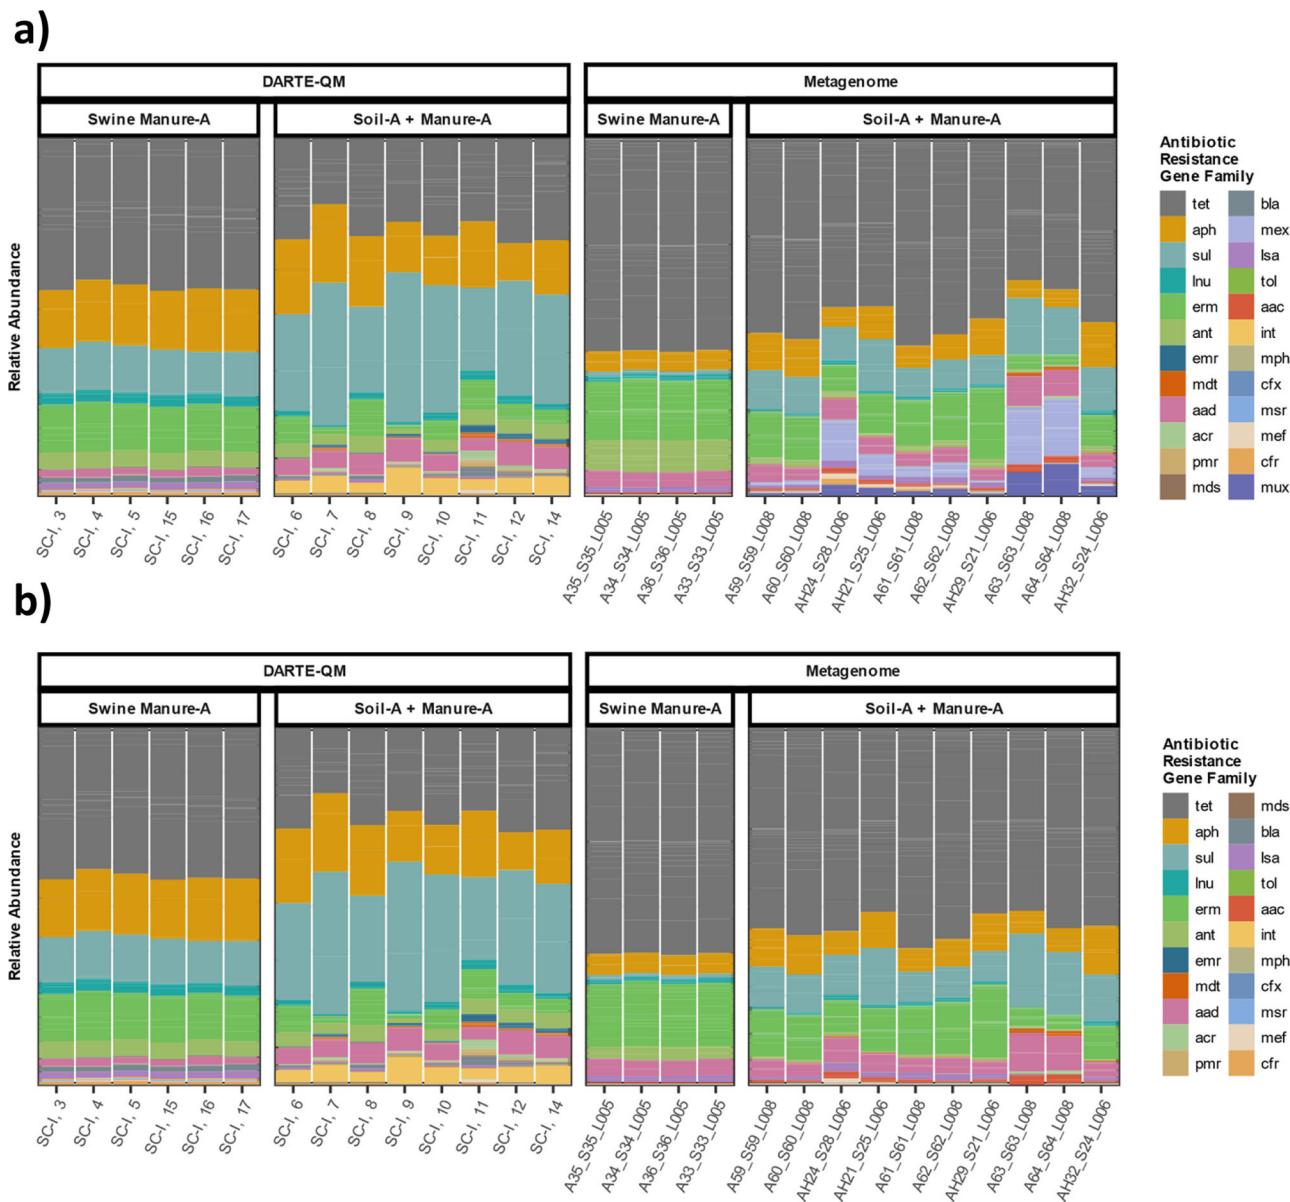 a)
DARTE-QM
Metagenome
Swine Manure-A
Soil-A + Manure-A
Swine Manure-A
Soil-A + Manure-A
Relative Abundance
Antibiotic
Resistance
Gene Family
tet
bla
aph
mex
sul
lsa
lnu
tol
erm
aac
ant
int
emr
mph
mdt
cfx
aad
msr
acr
mef
pmr
cfr
mds
mux
SC-I, 3
SC-I, 4
SC-I, 5
SC-I, 15
SC-I, 16
SC-I, 17
SC-I, 6
SC-I, 7
SC-I, 8
SC-I, 9
SC-I, 10
SC-I, 11
SC-I, 12
SC-I, 14
A35_S35_L005
A34_S34_L005
A36_S36_L005
A33_S33_L005
A59_S59_L008
A60_S60_L008
AH24_S28_L006
AH21_S25_L006
A61_S61_L008
A62_S62_L008
AH29_S21_L006
A63_S63_L008
A64_S64_L008
AH32_S24_L006
b)
DARTE-QM
Metagenome
Swine Manure-A
Soil-A + Manure-A
Swine Manure-A
Soil-A + Manure-A
Relative Abundance
Antibiotic
Resistance
Gene Family
tet
mds
aph
bla
sul
lsa
lnu
tol
erm
aac
ant
int
emr
mph
mdt
cfx
aad
msr
acr
mef
pmr
cfr
SC-I, 3
SC-I, 4
SC-I, 5
SC-I, 15
SC-I, 16
SC-I, 17
SC-I, 6
SC-I, 7
SC-I, 8
SC-I, 9
SC-I, 10
SC-I, 11
SC-I, 12
SC-I, 14
A35_S35_L005
A34_S34_L005
A36_S36_L005
A33_S33_L005
A59_S59_L008
A60_S60_L008
AH24_S28_L006
AH21_S25_L006
A61_S61_L008
A62_S62_L008
AH29_S21_L006
A63_S63_L008
A64_S64_L008
AH32_S24_L006